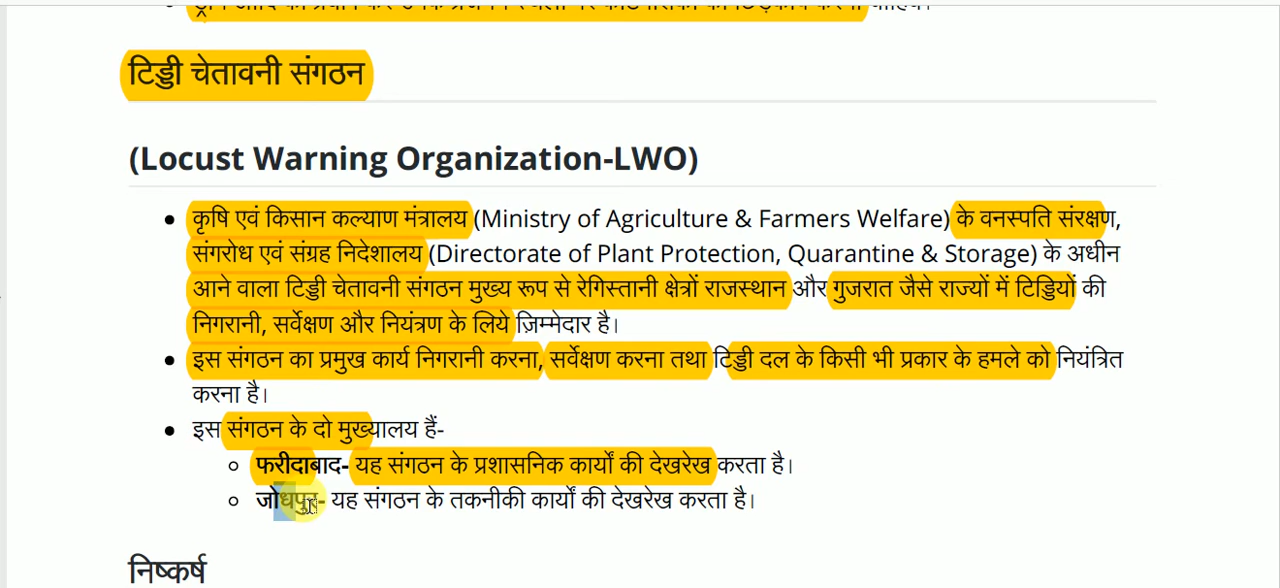 टिड्डी चेतावनी संगठन
(Locust Warning Organization-LWO)
कृषि एवं किसान कल्याण मंत्रालय (Ministry of Agriculture & Farmers Welfare) के वनस्पति संरक्षण,
संगरोध एवं संग्रह निदेशालय (Directorate of Plant Protection, Quarantine & Storage) के अधीन
आने वाला टिड्डी चेतावनी संगठन मुख्य रूप से रेगिस्तानी क्षेत्रों राजस्थान और गुजरात जैसे राज्यों में टिड्डियों की
निगरानी, सर्वेक्षण और नियंत्रण के लिये ज़िम्मेदार है।
इस संगठन का प्रमुख कार्य निगरानी करना, सर्वेक्षण करना तथा टिड्डी दल के किसी भी प्रकार के हमले को नियंत्रित
करना है।
इस संगठन के दो मुख्यालय हैं-
फरीदाबाद- यह संगठन के प्रशासनिक कार्यों की देखरेख करता है।
जोधपुर- यह संगठन के तकनीकी कार्यों की देखरेख करता है।
निष्कर्ष